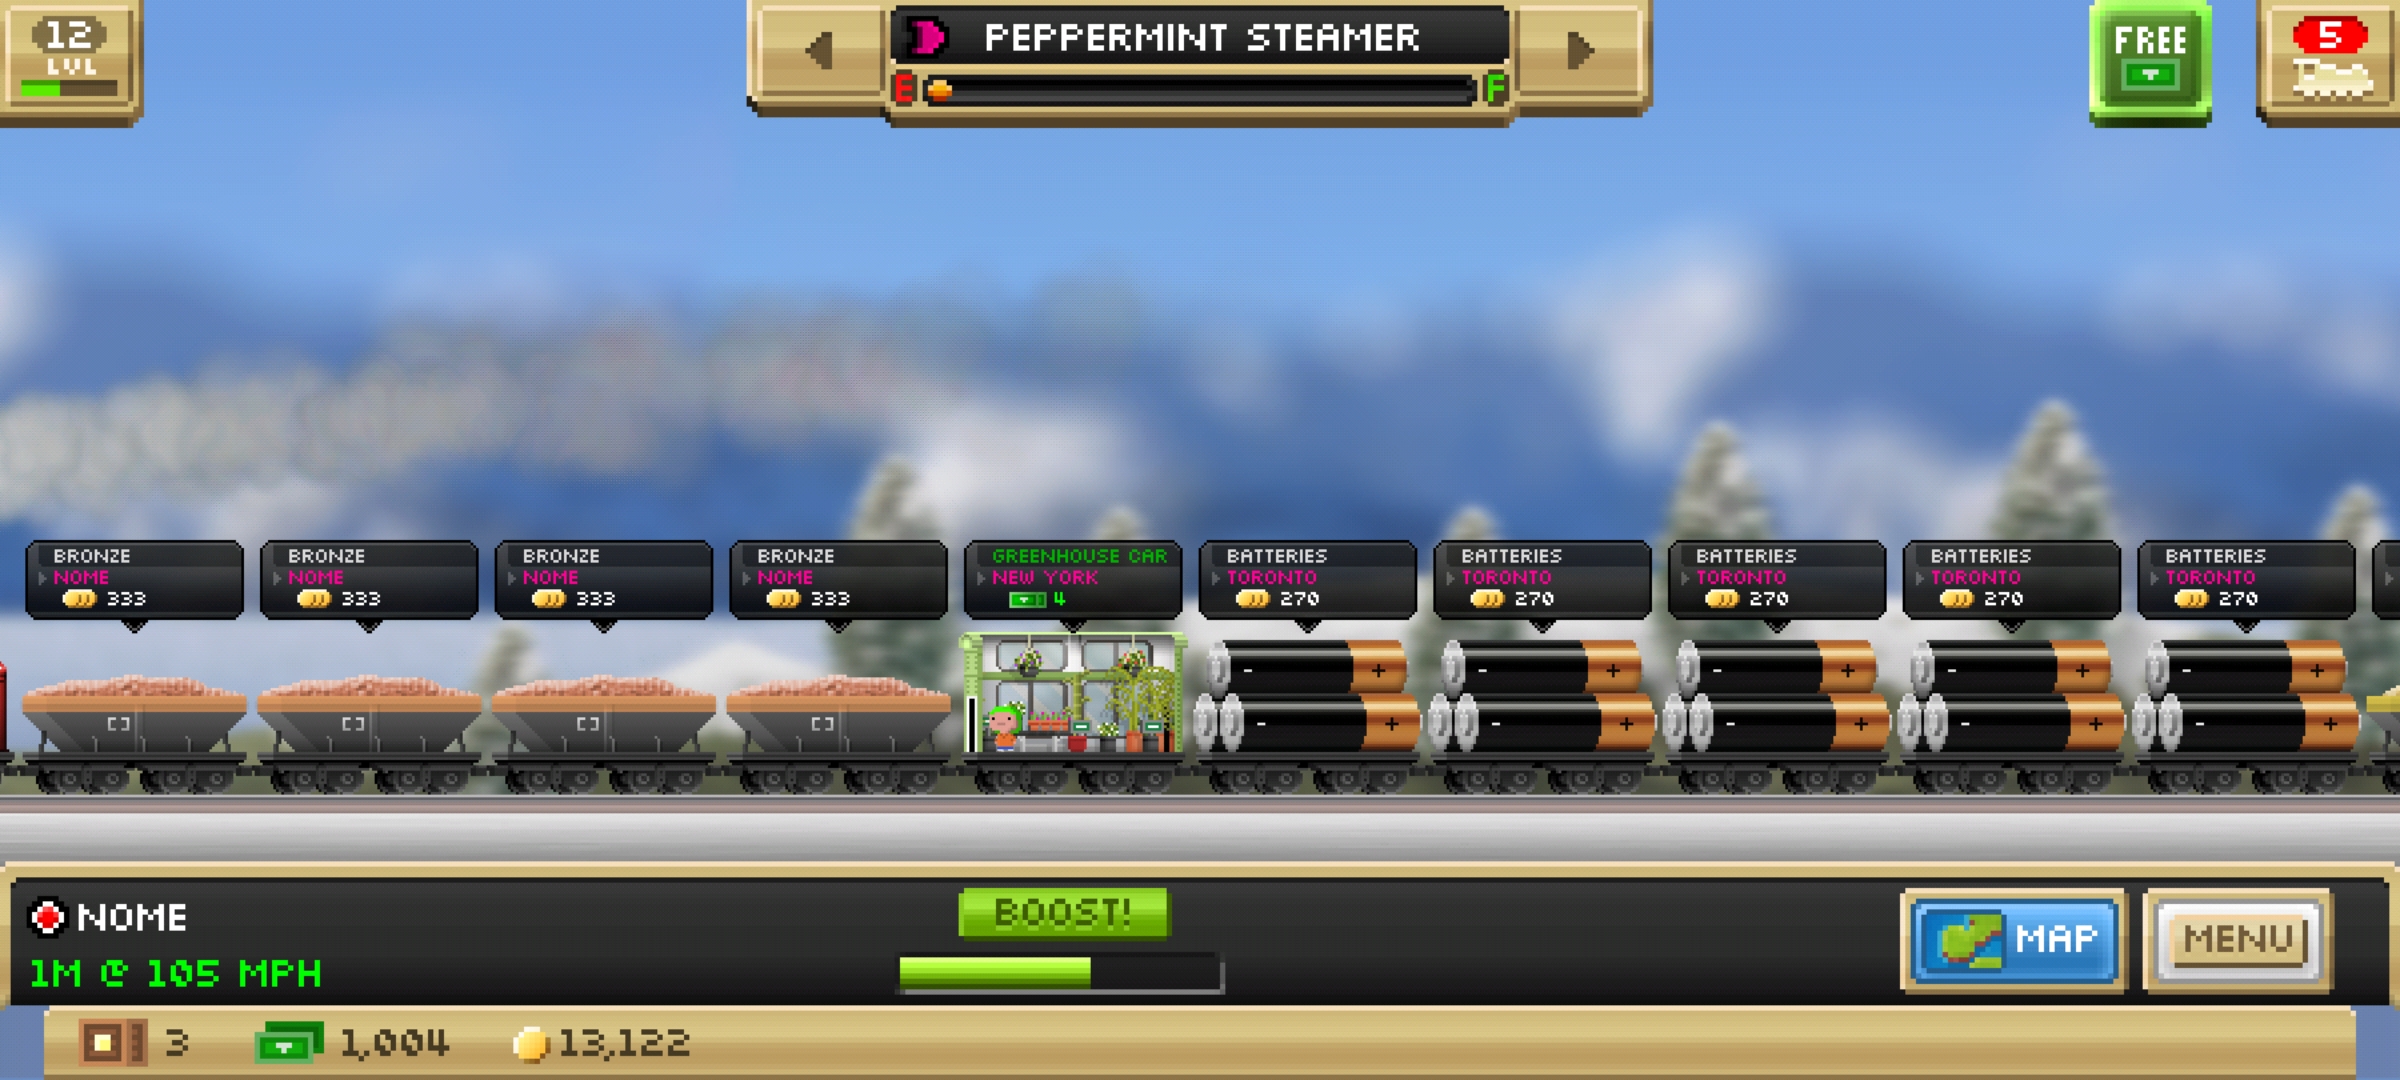 12
LVL
PEPPERMINT STEAMER
E F
FREE
5
BRONZE
NOME
333
BRONZE
NOME
333
BRONZE
NOME
333
BRONZE
NOME
333
GREENHOUSE CAR
NEW YORK
4
BATTERIES
TORONTO
270
BATTERIES
TORONTO
270
BATTERIES
TORONTO
270
BATTERIES
TORONTO
270
BATTERIES
TORONTO
270
- +
- +
- +
- +
- +
- +
- +
- +
- +
- +
NOME
1M @ 105 MPH
BOOST!
MAP
MENU
3
1,004
13,122